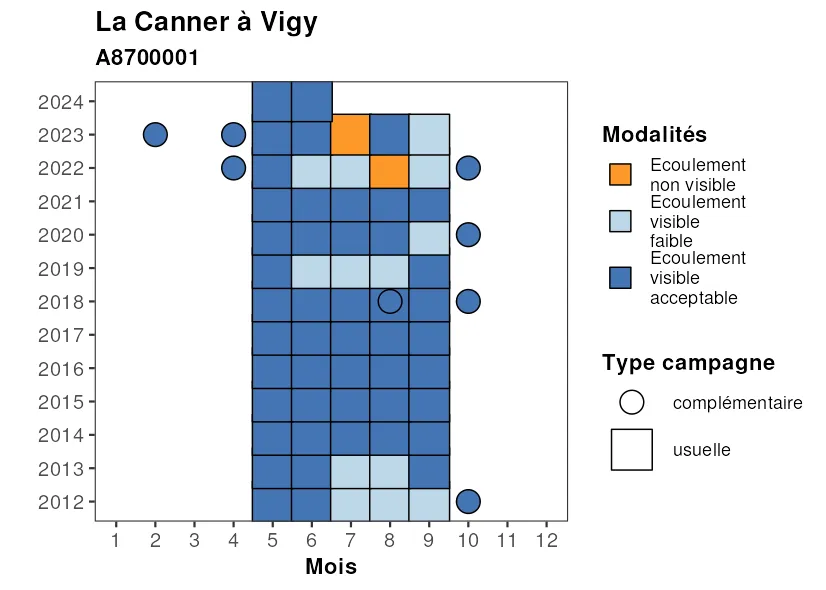 La Canner à Vigy
A8700001
2024
2023
2022
2021
2020
2019
2018
2017
2016
2015
2014
2013
2012
1 2 3 4 5 6 7 8 9 10 11 12
Mois
Modalités
Ecoulement
non visible
Ecoulement
visible
faible
Ecoulement
visible
acceptable
Type campagne
complémentaire
usuelle